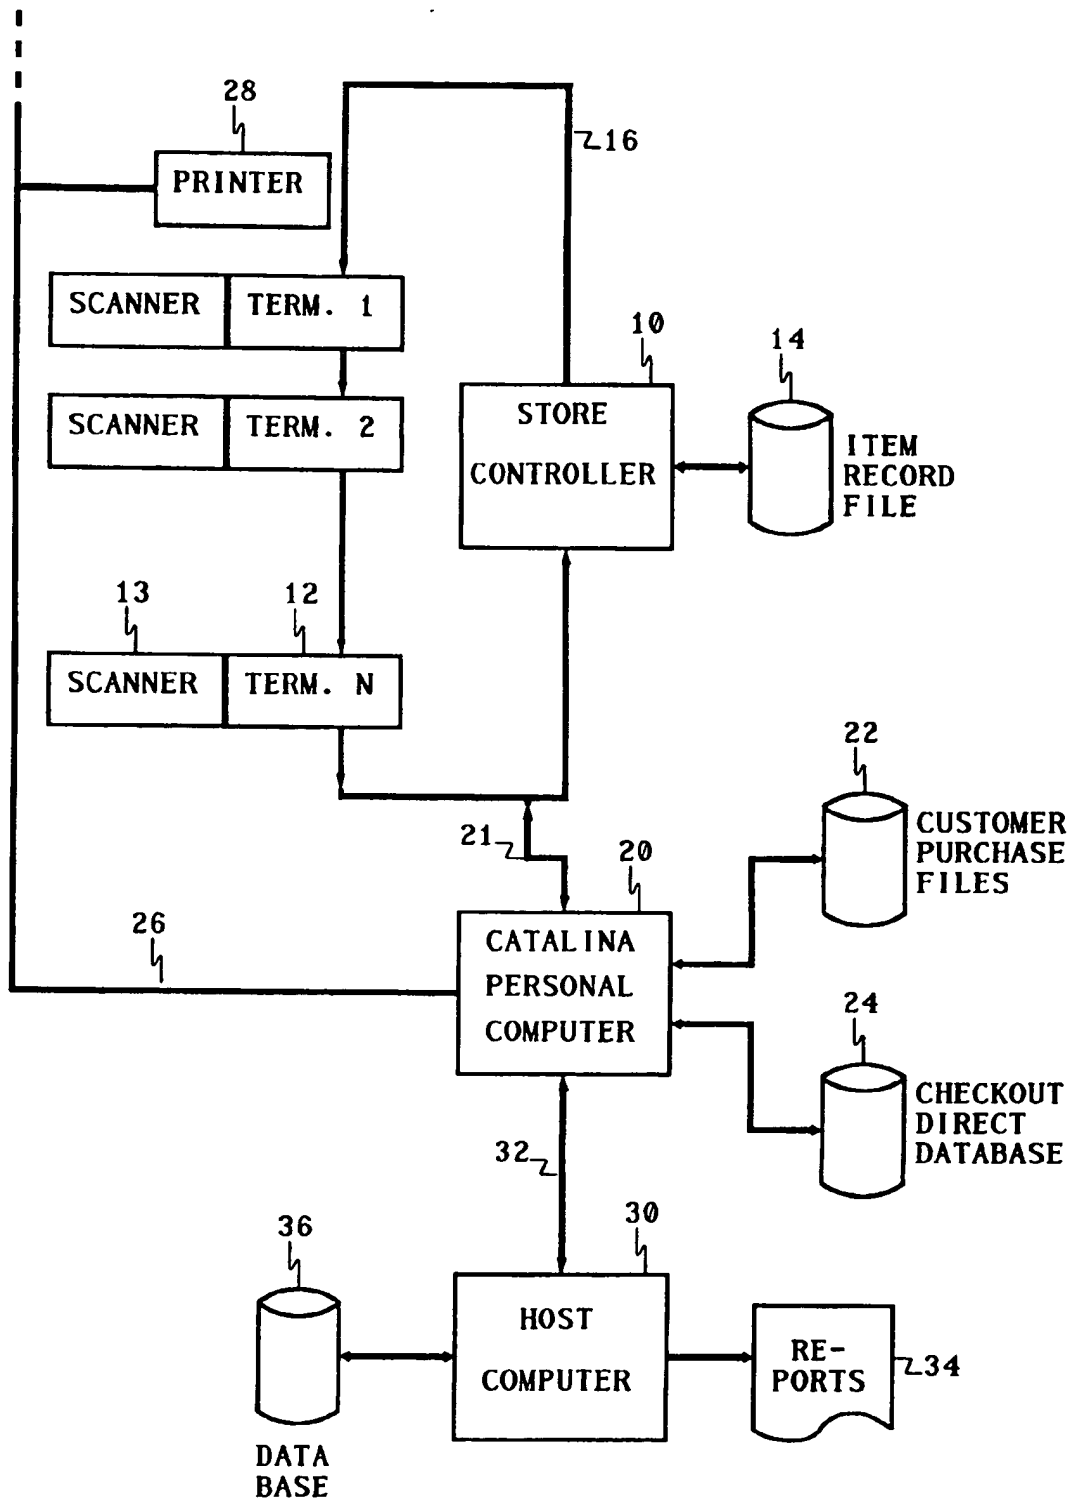 28
PRINTER
16
SCANNER TERM. 1
10
14
SCANNER TERM. 2
STORE
CONTROLLER
ITEM
RECORD
FILE
13
12
SCANNER TERM. N
22
CUSTOMER
PURCHASE
FILES
21
20
26
CATALINA
PERSONAL
COMPUTER
24
CHECKOUT
DIRECT
DATABASE
32
36
30
HOST
COMPUTER
RE-
PORTS
34
DATA
BASE